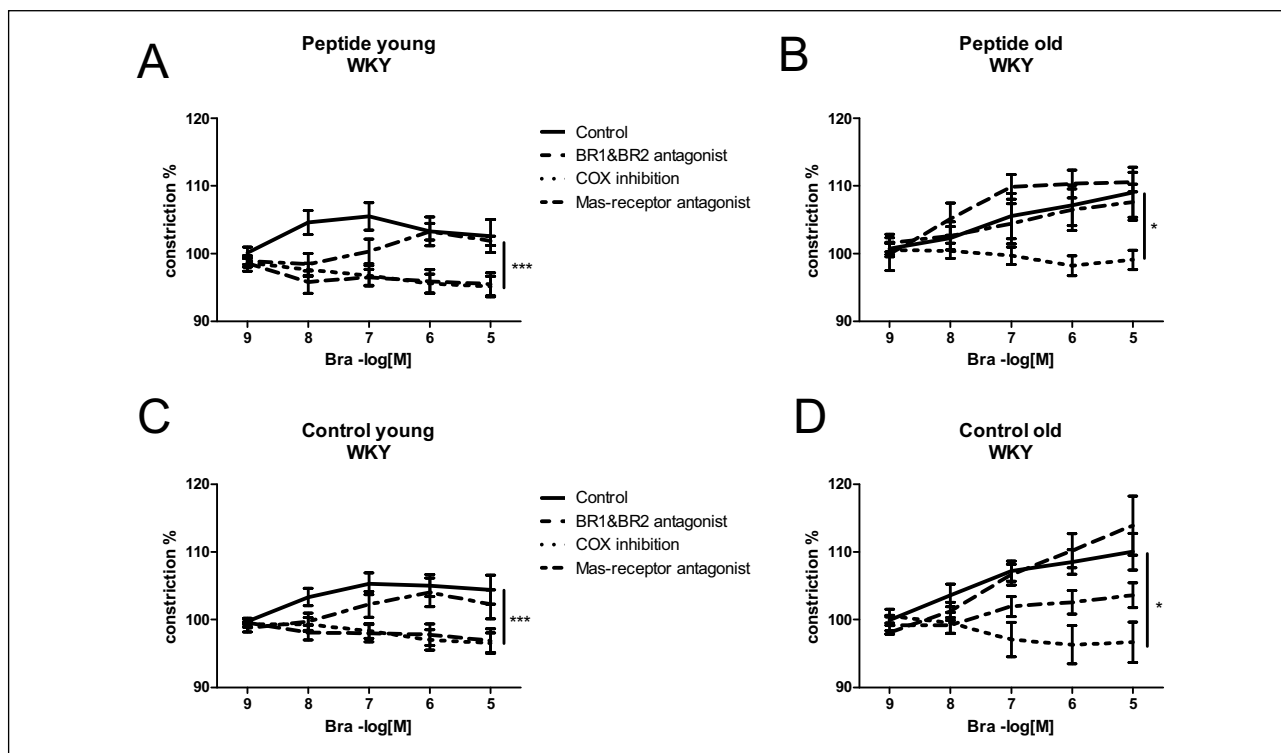 A
Peptide young
WKY
120
110
100
90
constriction %
9 8 7 6 5
Bra -log[M]
***
Control
BR1&BR2 antagonist
COX inhibition
Mas-receptor antagonist
B
Peptide old
WKY
120
110
100
90
constriction %
9 8 7 6 5
Bra -log[M]
*
C
Control young
WKY
120
110
100
90
constriction %
9 8 7 6 5
Bra -log[M]
***
Control
BR1&BR2 antagonist
COX inhibition
Mas-receptor antagonist
D
Control old
WKY
120
110
100
90
constriction %
9 8 7 6 5
Bra -log[M]
*